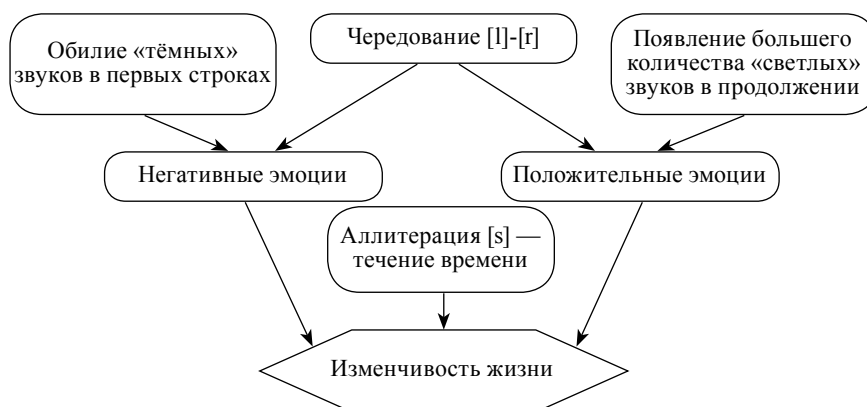 Обилие «тёмных»
звуков в первых строках
Чередование [l]-[r]
Появление большего
количества «светлых»
звуков в продолжении
Негативные эмоции
Положительные эмоции
Аллитерация [s] —
течение времени
Изменчивость жизни